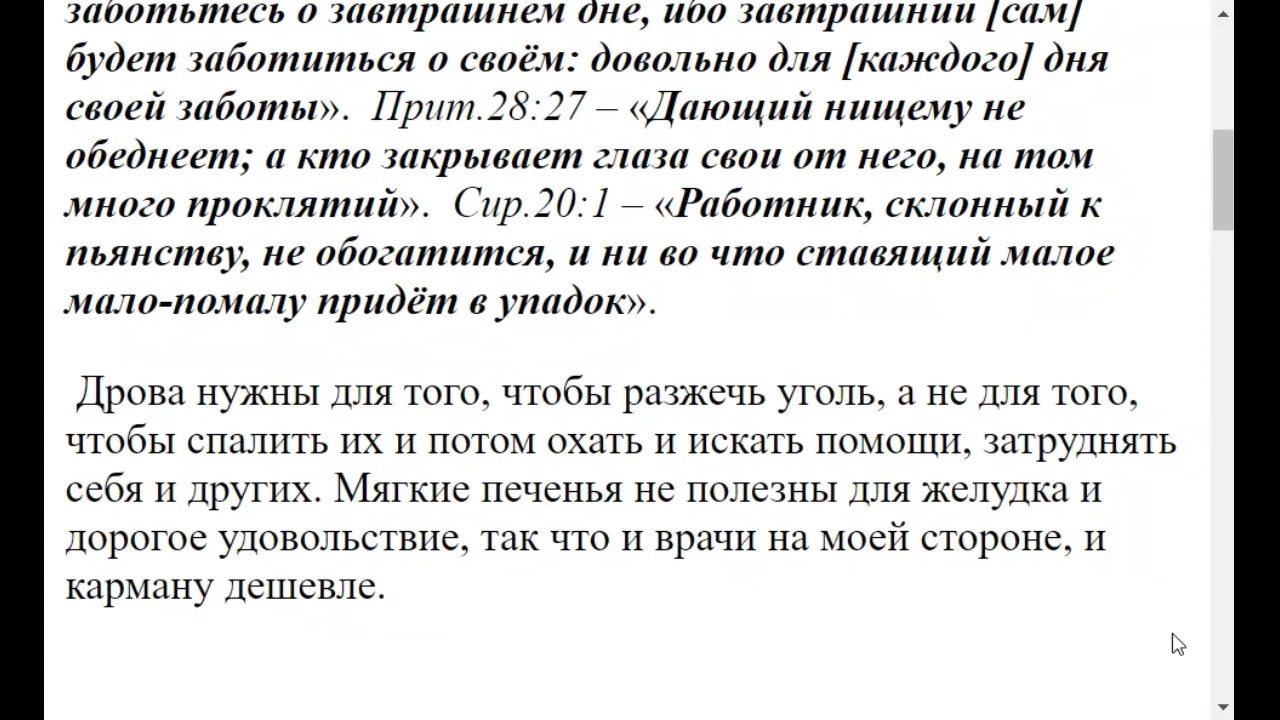 заботьтесь о завтрашнем дне, ибо завтрашний [сам]
будет заботиться о своём: довольно для [каждого] дня
своей заботы».  Прит.28:27 – «Дающий нищему не
обеднеет; а кто закрывает глаза свои от него, на том
много проклятий».  Сир.20:1 – «Работник, склонный к
пьянству, не обогатится, и ни во что ставящий малое
мало-помалу придёт в упадок».
Дрова нужны для того, чтобы разжечь уголь, а не для того,
чтобы спалить их и потом охать и искать помощи, затруднять
себя и других. Мягкие печенья не полезны для желудка и
дорогое удовольствие, так что и врачи на моей стороне, и
карману дешевле.